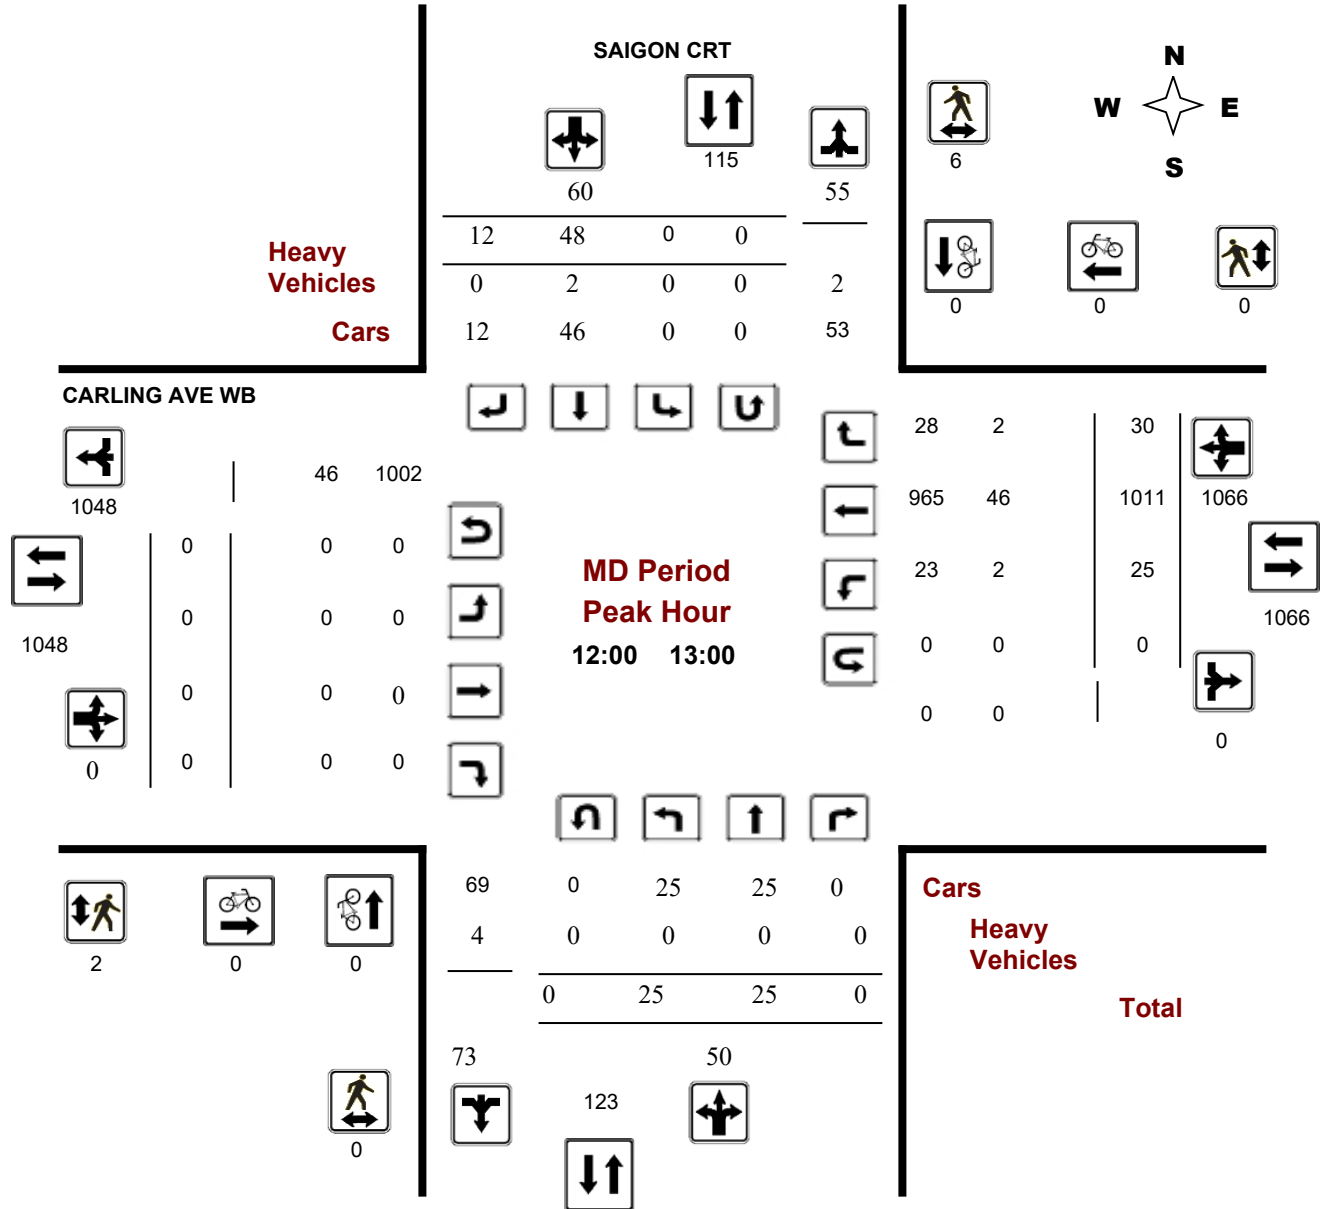 SAIGON CRT
N
W E
S
115
6
60 55
12 48 0 0
Heavy
Vehicles
0 2 0 0 2
0 0 0
Cars
12 46 0 0 53
CARLING AVE WB
28 2 30
46 1002
1048
965 46 1011 1066
0 0 0
MD Period
23 2 25
Peak Hour
0 0 0
1066
1048
12:00 13:00
0 0 0
0 0 0
0 0
0
0
0 0 0
69 0 25 25 0
Cars
4 0 0 0 0
Heavy
Vehicles
2 0 0
0 25 25 0
Total
73 50
123
0